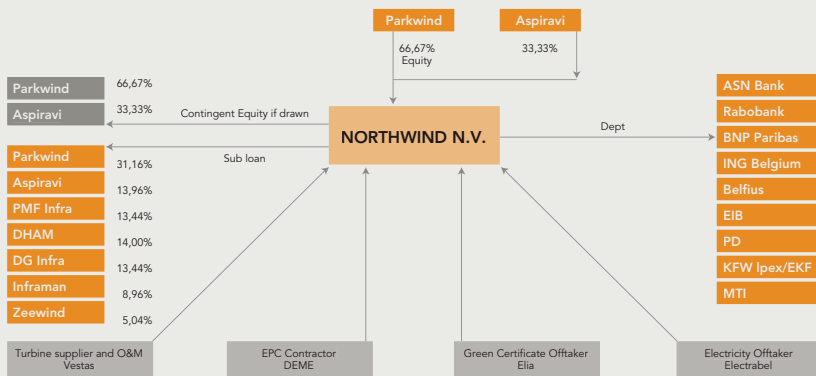 Parkwind
Aspiravi
66,67%
Equity
33,33%
Parkwind
66,67%
Aspiravi
33,33%
Contingent Equity if drawn
NORTHWIND N.V.
Sub loan
Dept
Parkwind
31,16%
Aspiravi
13,96%
PMF Infra
13,44%
DHAM
14,00%
DG Infra
13,44%
Inframan
8,96%
Zeewind
5,04%
ASN Bank
Rabobank
BNP Paribas
ING Belgium
Belfius
EIB
PD
KFW Ipex/EKF
MTI
Turbine supplier and O&M
Vestas
EPC Contractor
DEME
Green Certificate Offtaker
Elia
Electricity Offtaker
Electrabel